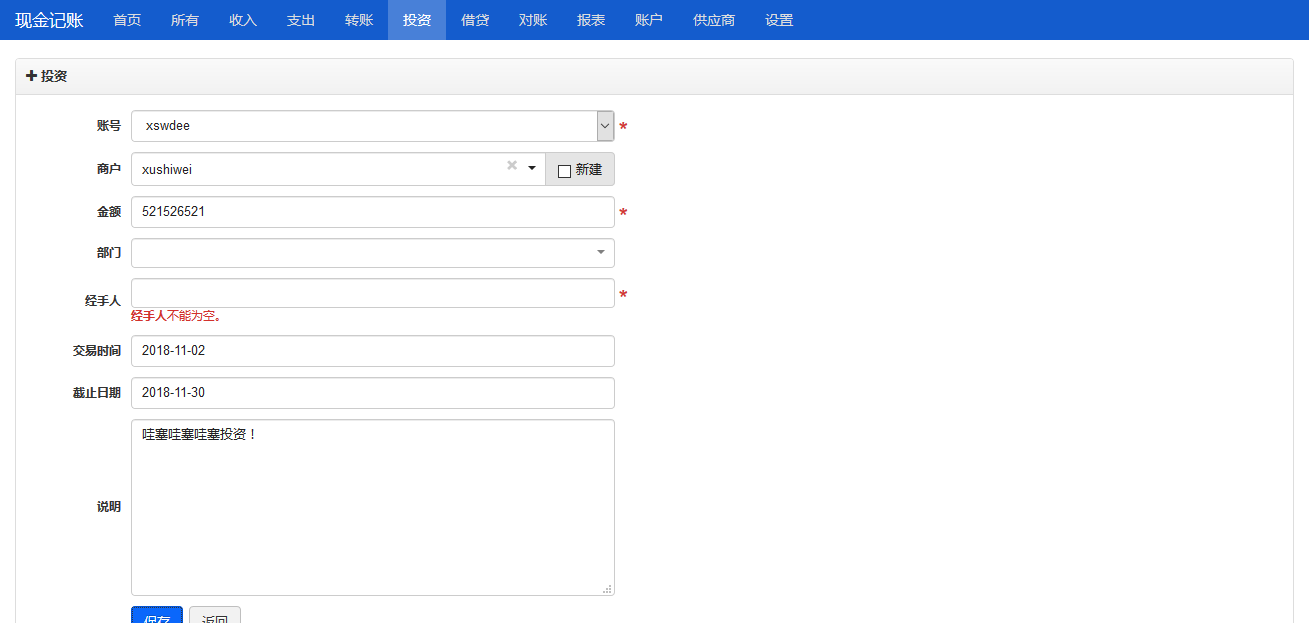 现金记账 首页 所有 收入 支出 转账 投资 借贷 对账 报表 账户 供应商 设置
投资
账号 xswdee *
商户 xushiwei 新建
金额 521526521 *
部门
经手人 *
经手人不能为空。
交易时间 2018-11-02
截止日期 2018-11-30
哇塞哇塞哇塞投资！
说明
保存 返回